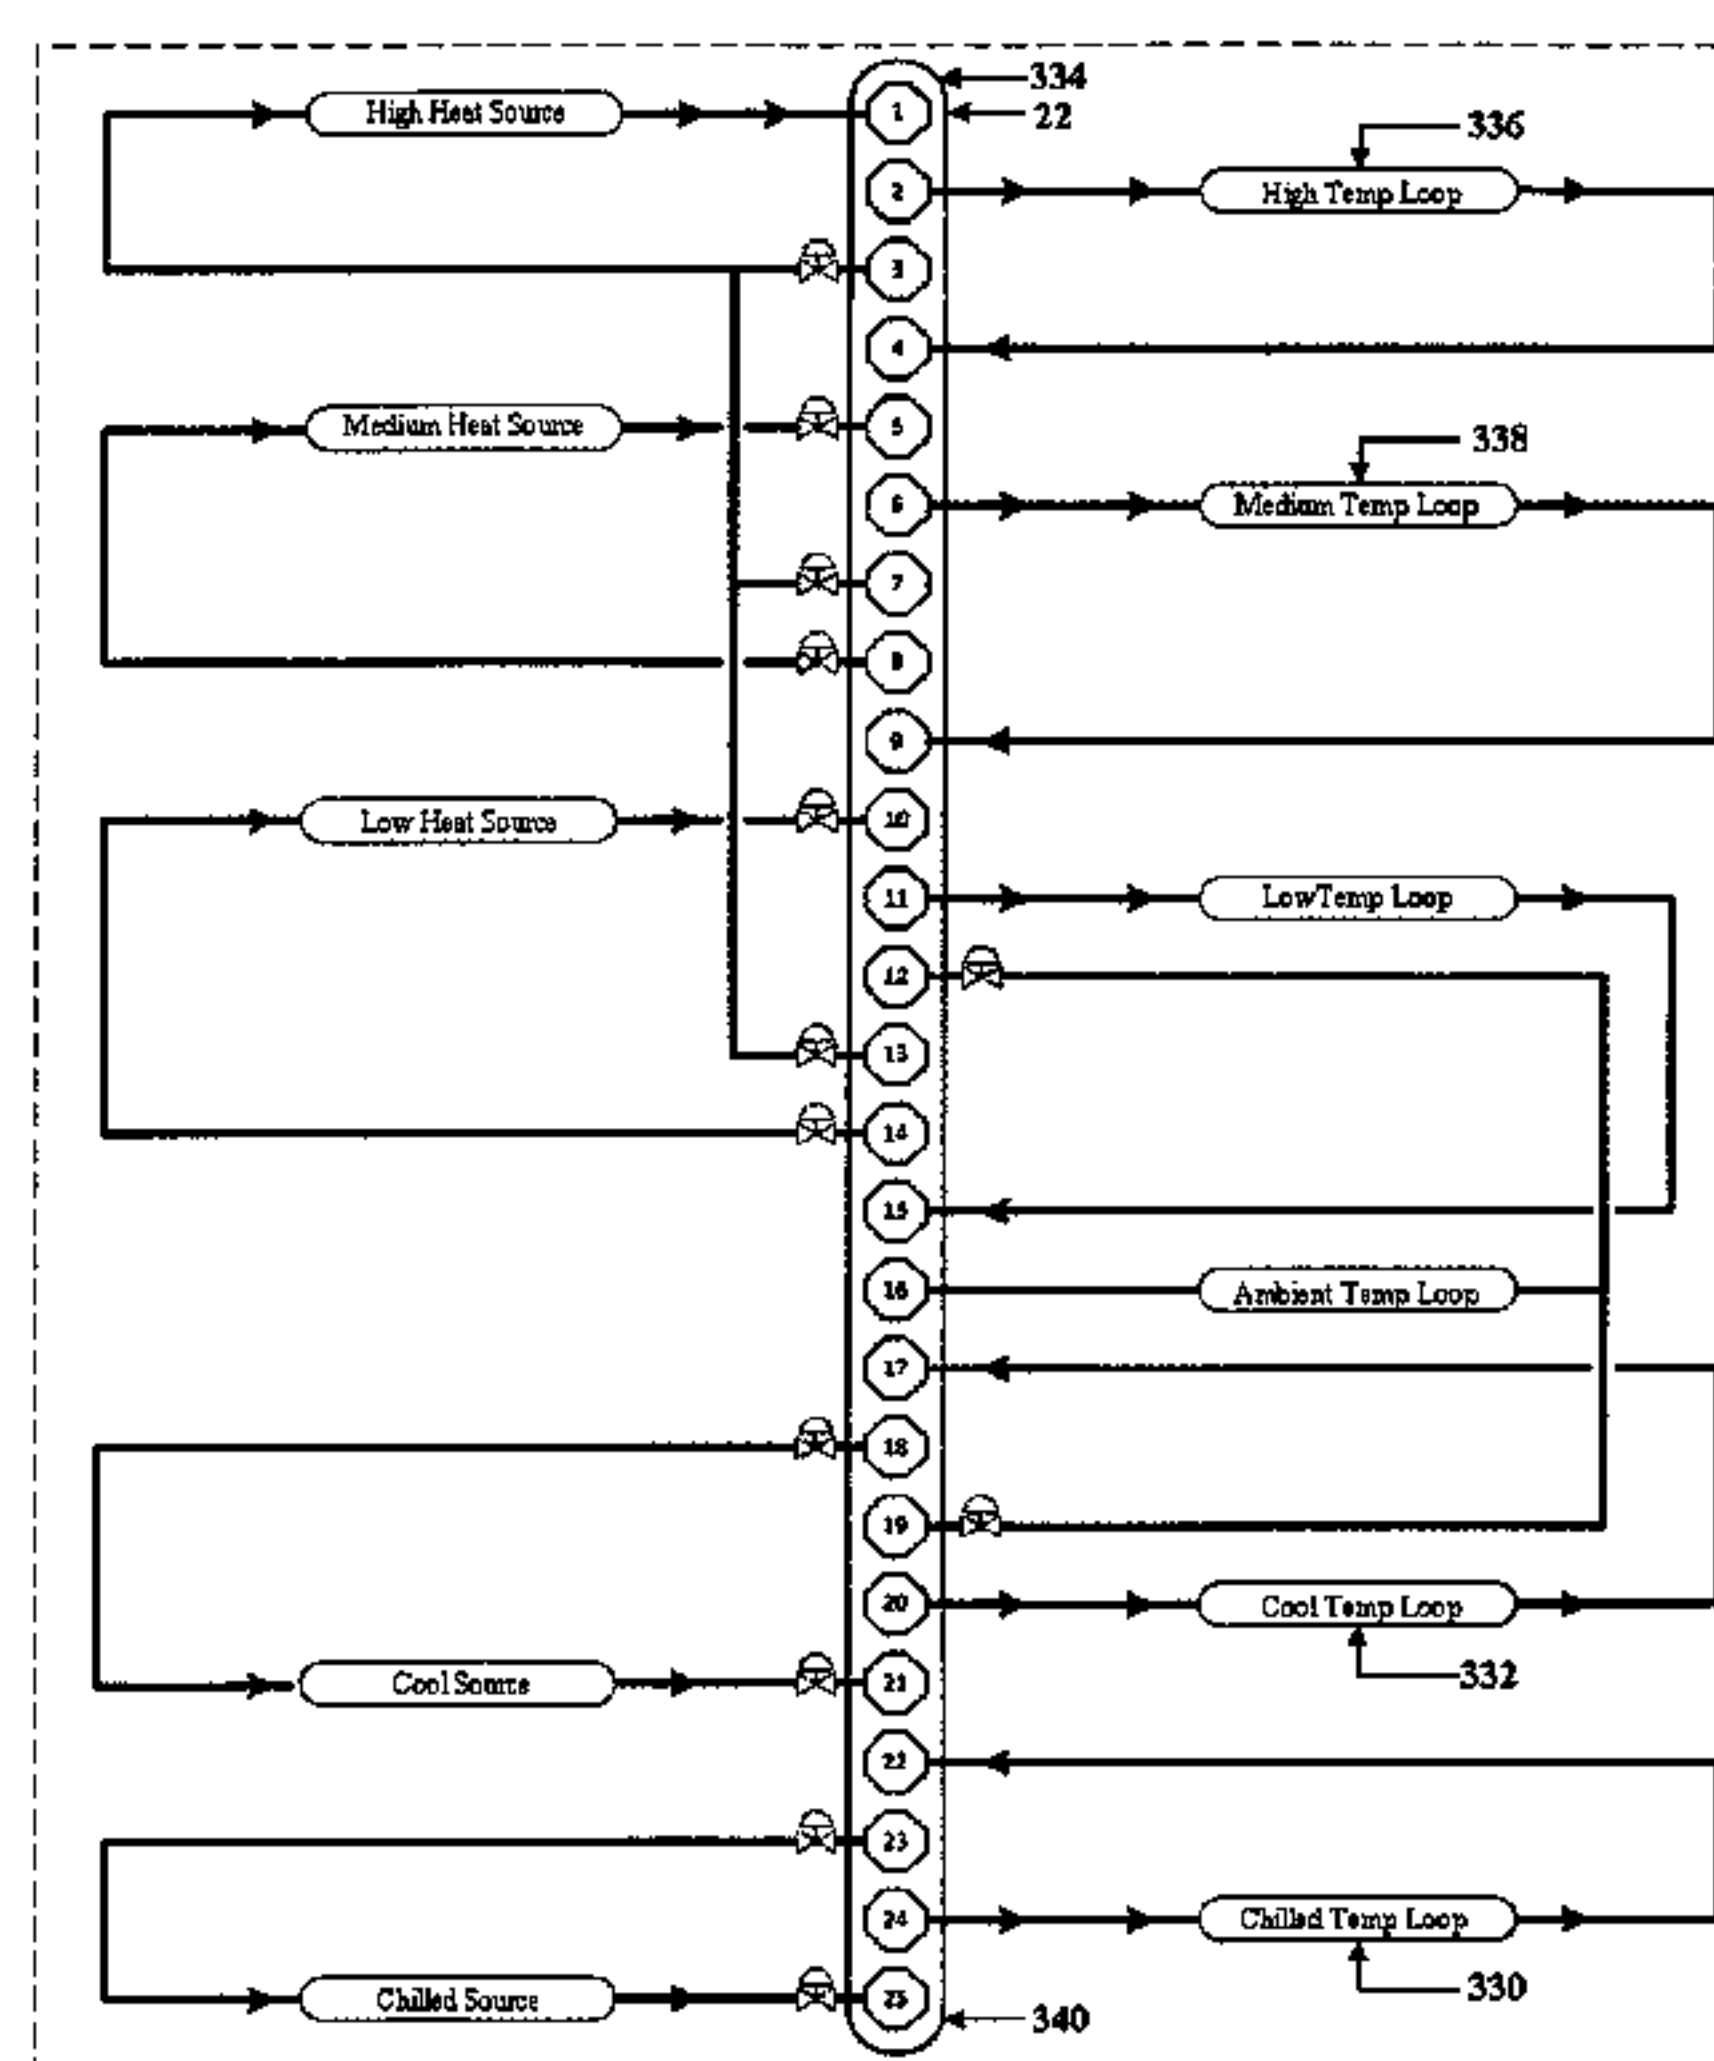 334
High Heat Source
1
22
336
2
High Temp Loop
3
4
Medium Heat Source
5
338
6
Medium Temp Loop
7
8
9
Low Heat Source
10
11
LowTemp Loop
12
13
14
15
16
Ambient Temp Loop
17
18
19
20
Cool Temp Loop
332
Cool Source
21
22
23
24
Chilled Temp Loop
330
Chilled Source
25
340